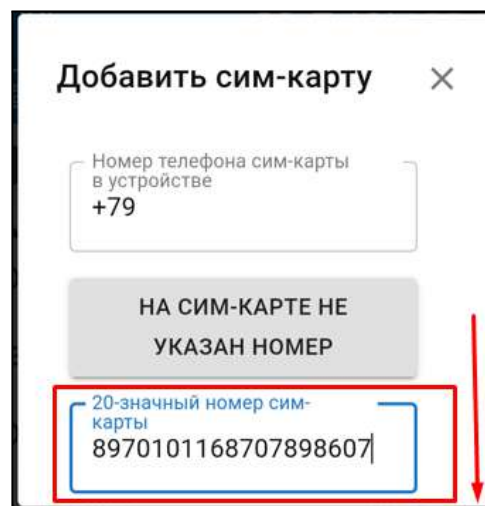 Добавить сим-карту
Номер телефона сим-карты
в устройстве
+79
НА СИМ-КАРТЕ НЕ
УКАЗАН НОМЕР
20-значный номер сим-
карты
8970101168707898607